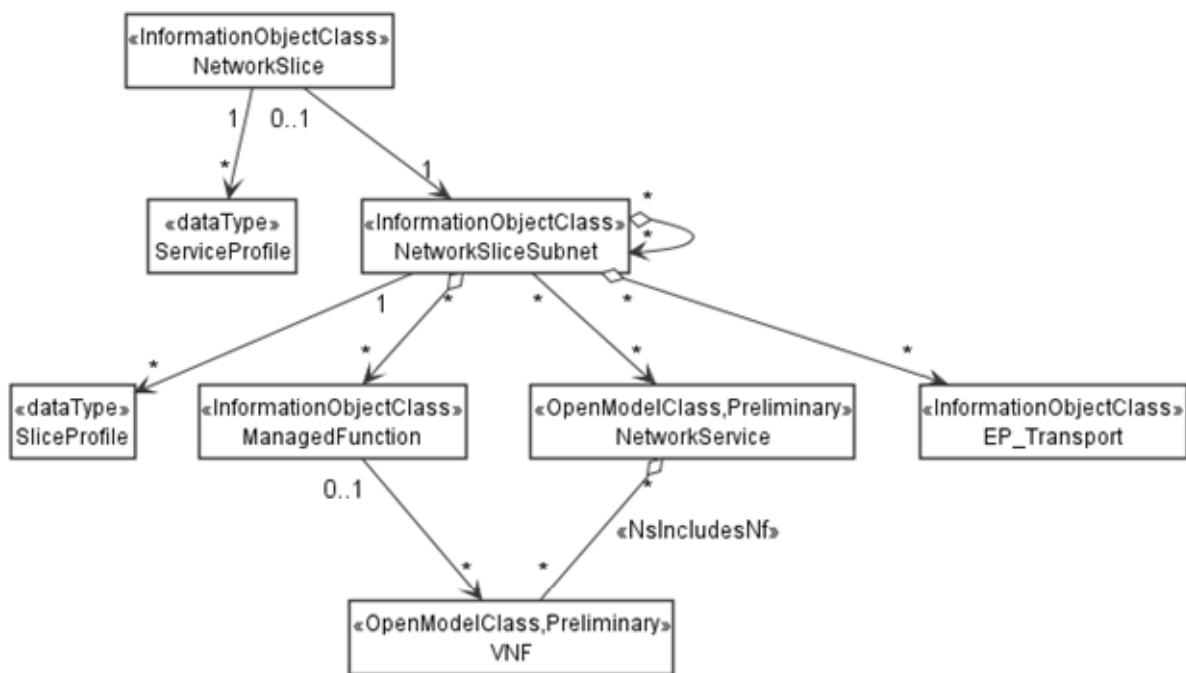 «InformationObjectClass»
NetworkSlice
1
0..1
*
1
«dataType»
ServiceProfile
«InformationObjectClass»
NetworkSliceSubnet
*
*
1
*
*
*
*
*
*
*
«dataType»
SliceProfile
«InformationObjectClass»
ManagedFunction
«OpenModelClass,Preliminary»
NetworkService
«InformationObjectClass»
EP_Transport
0..1
*
«NsIncludesNf»
*
*
«OpenModelClass,Preliminary»
VNF